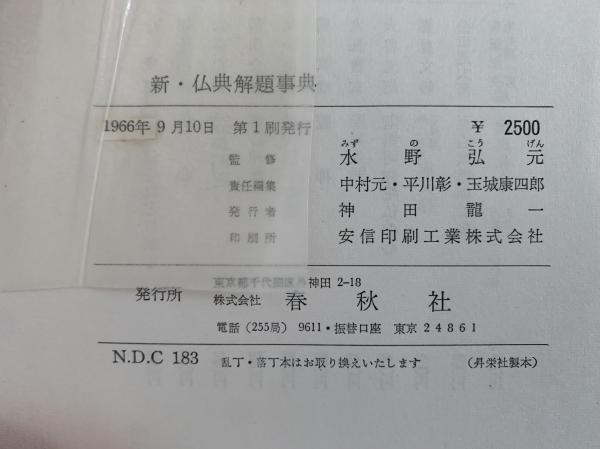 新・仏典解題事典
1966年 9 月10日 第1刷発行 ¥ 2500
みず の こう げん
監修 水野弘元
責任編集 中村元・平川彰・玉城康四郎
発行者 神田龍一
印刷所 安信印刷工業株式会社
東京都千代田区外神田 2-18
発行所 株式会社 春秋社
電話 (255局) 9611・振替口座 東京 2 4 8 6 1
N.D.C 183 乱丁・落丁本はお取り換えいたします (昇栄社製本)